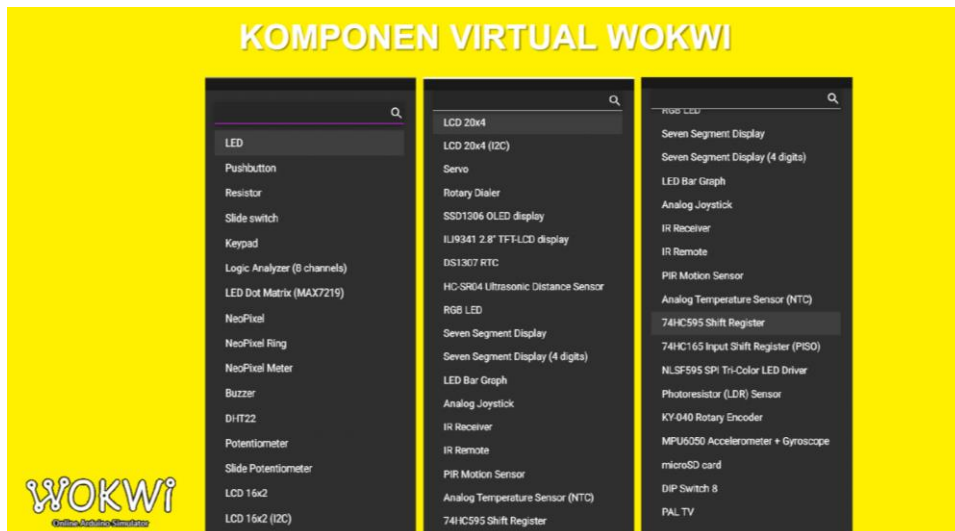 KOMPONEN VIRTUAL WOKWI
LED
Pushbutton
Resistor
Slide switch
Keypad
Logic Analyzer (8 channels)
LED Dot Matrix (MAX7219)
NeoPixel
NeoPixel Ring
NeoPixel Meter
Buzzer
DHT22
Potentiometer
Slide Potentiometer
LCD 16x2
LCD 16x2 (I2C)
LCD 20x4
LCD 20x4 (I2C)
Servo
Rotary Dialer
SSD1306 OLED display
ILI9341 2.8" TFT-LCD display
DS1307 RTC
HC-SR04 Ultrasonic Distance Sensor
RGB LED
Seven Segment Display
Seven Segment Display (4 digits)
LED Bar Graph
Analog Joystick
IR Receiver
IR Remote
PIR Motion Sensor
Analog Temperature Sensor (NTC)
74HC595 Shift Register
RGB LED
Seven Segment Display
Seven Segment Display (4 digits)
LED Bar Graph
Analog Joystick
IR Receiver
IR Remote
PIR Motion Sensor
Analog Temperature Sensor (NTC)
74HC595 Shift Register
74HC165 Input Shift Register (PISO)
NLSF595 SPI Tri-Color LED Driver
Photoresistor (LDR) Sensor
KY-040 Rotary Encoder
MPU6050 Accelerometer + Gyroscope
microSD card
DIP Switch 8
PAL TV
WOKWI
Online Arduino Simulator